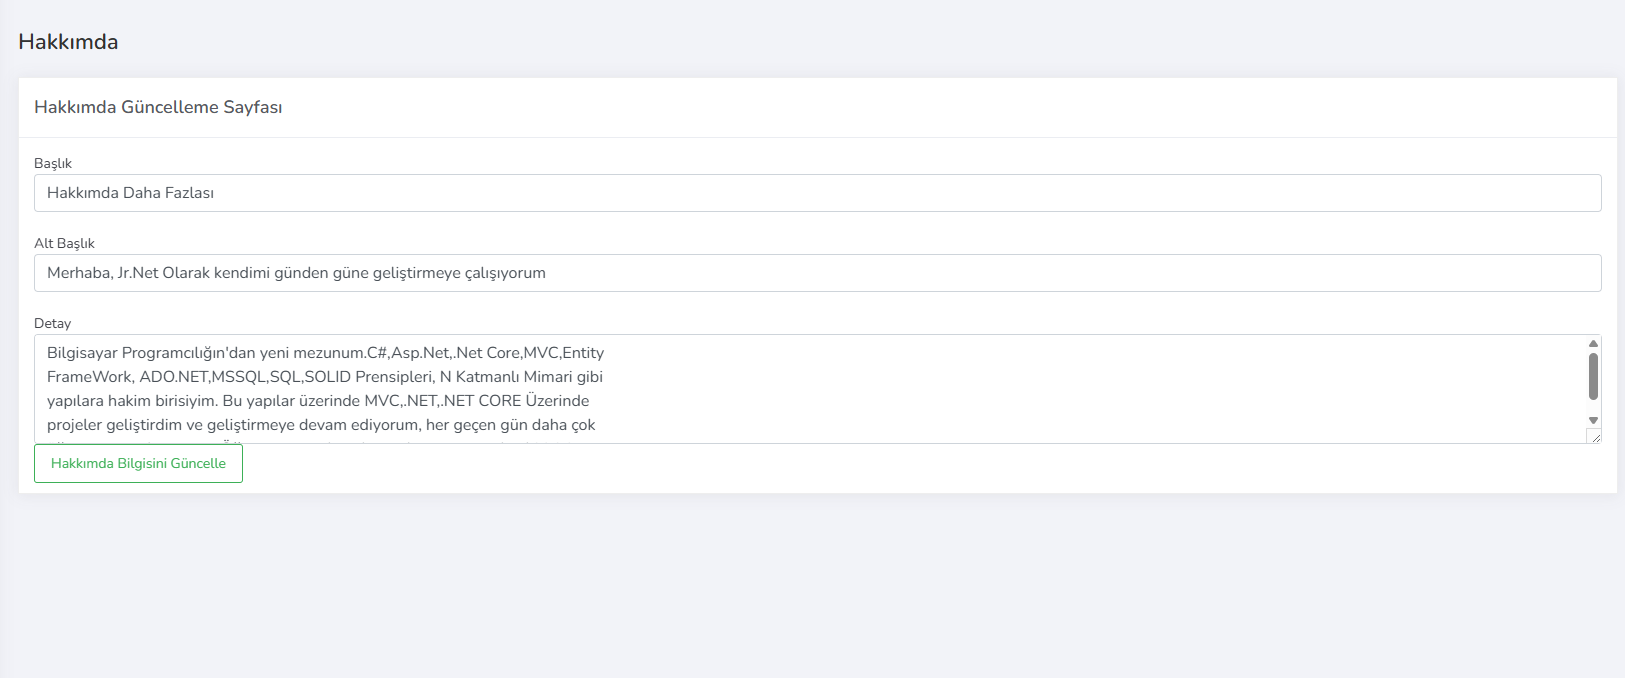 Hakkımda
Hakkımda Güncelleme Sayfası
Başlık
Hakkımda Daha Fazlası
Alt Başlık
Merhaba, Jr.Net Olarak kendimi günden güne geliştirmeye çalışıyorum
Detay
Bilgisayar Programcılığın'dan yeni mezunum.C#,Asp.Net,.Net Core,MVC,Entity
FrameWork, ADO.NET,MSSQL,SQL,SOLID Prensipleri, N Katmanlı Mimari gibi
yapılara hakim birisiyim. Bu yapılar üzerinde MVC,.NET,.NET CORE Üzerinde
projeler geliştirdim ve geliştirmeye devam ediyorum, her geçen gün daha çok
Hakkımda Bilgisini Güncelle